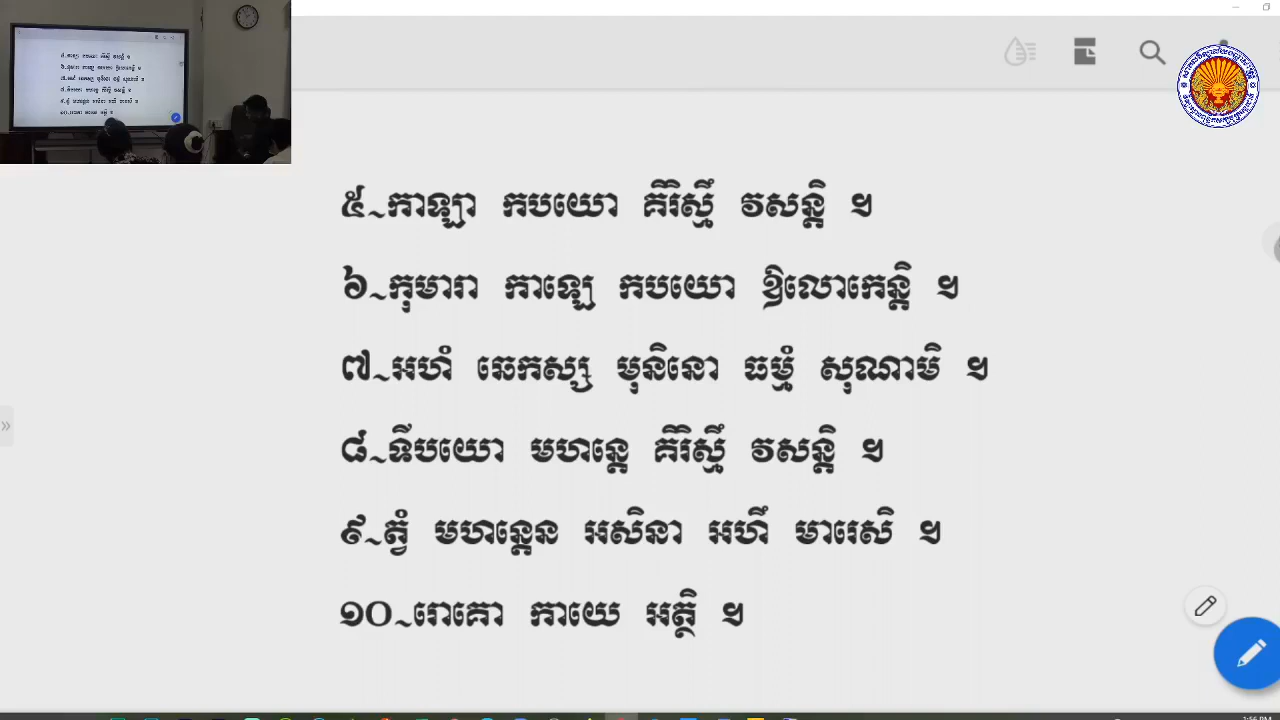 ៥~កាឡា កបយោ គិរិស្មឹ វសន្តិ ។
៦~កុមារា កាឡេ កបយោ ឱលោកេន្តិ ។
៧~អហំ ឆេកស្ស មុនិនោ ធម្មំ សុណាមិ ។
៨~ទីបយោ មហន្តេ គិរិស្មឹ វសន្តិ ។
៩~ត្វំ មហន្តេន អសិនា អហឹ មារេសិ ។
១០~រោគោ កាយេ អត្ថិ ។